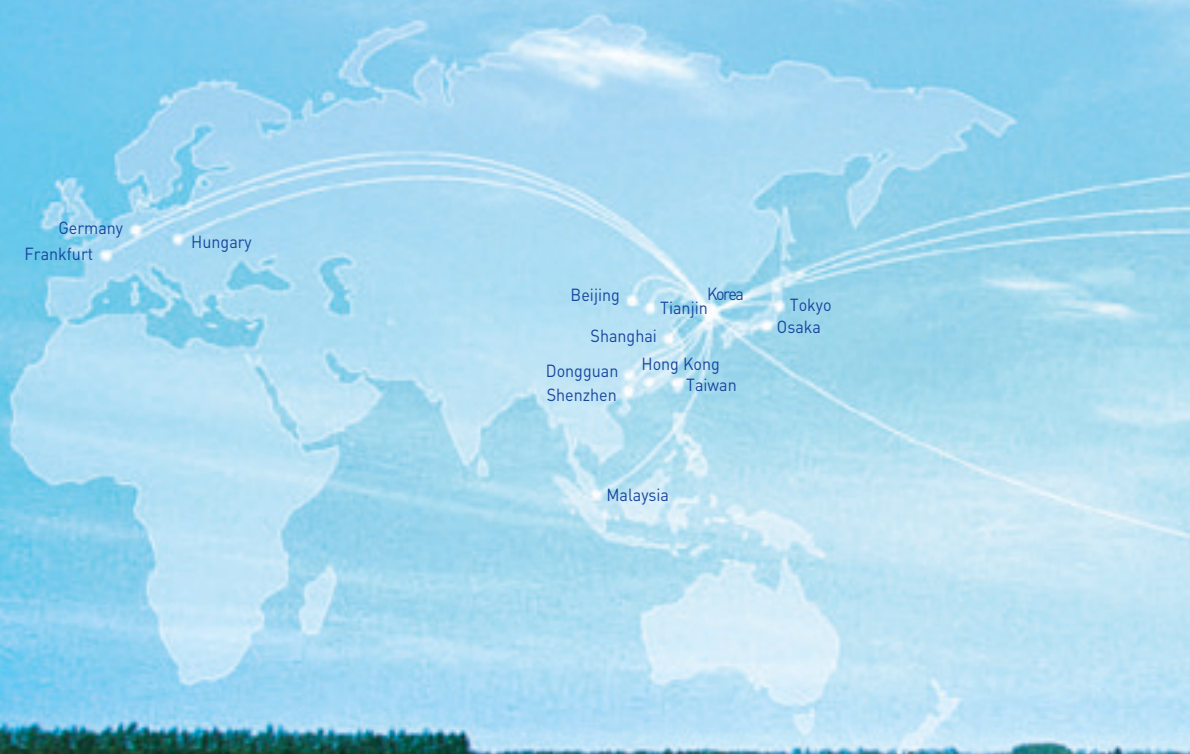 Germany
Hungary
Frankfurt
Beijing
Korea
Tianjin
Tokyo
Osaka
Shanghai
Hong Kong
Dongguan
Taiwan
Shenzhen
Malaysia